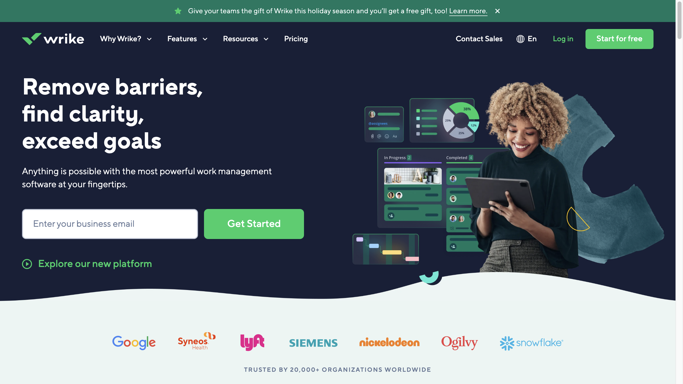 Give your teams the gift of Wrike this holiday season and you'll get a free gift, too! Learn more.
wrike
Why Wrike?
Features
Resources
Pricing
Contact Sales
En
Log in
Start for free
Remove barriers,
find clarity,
exceed goals
Anything is possible with the most powerful work management
software at your fingertips.
Enter your business email
Get Started
Explore our new platform
In Progress
Completed
Google
Syneos
Health
lyft
SIEMENS
nickelodeon
Ogilvy
snowflake
TRUSTED BY 20,000+ ORGANIZATIONS WORLDWIDE